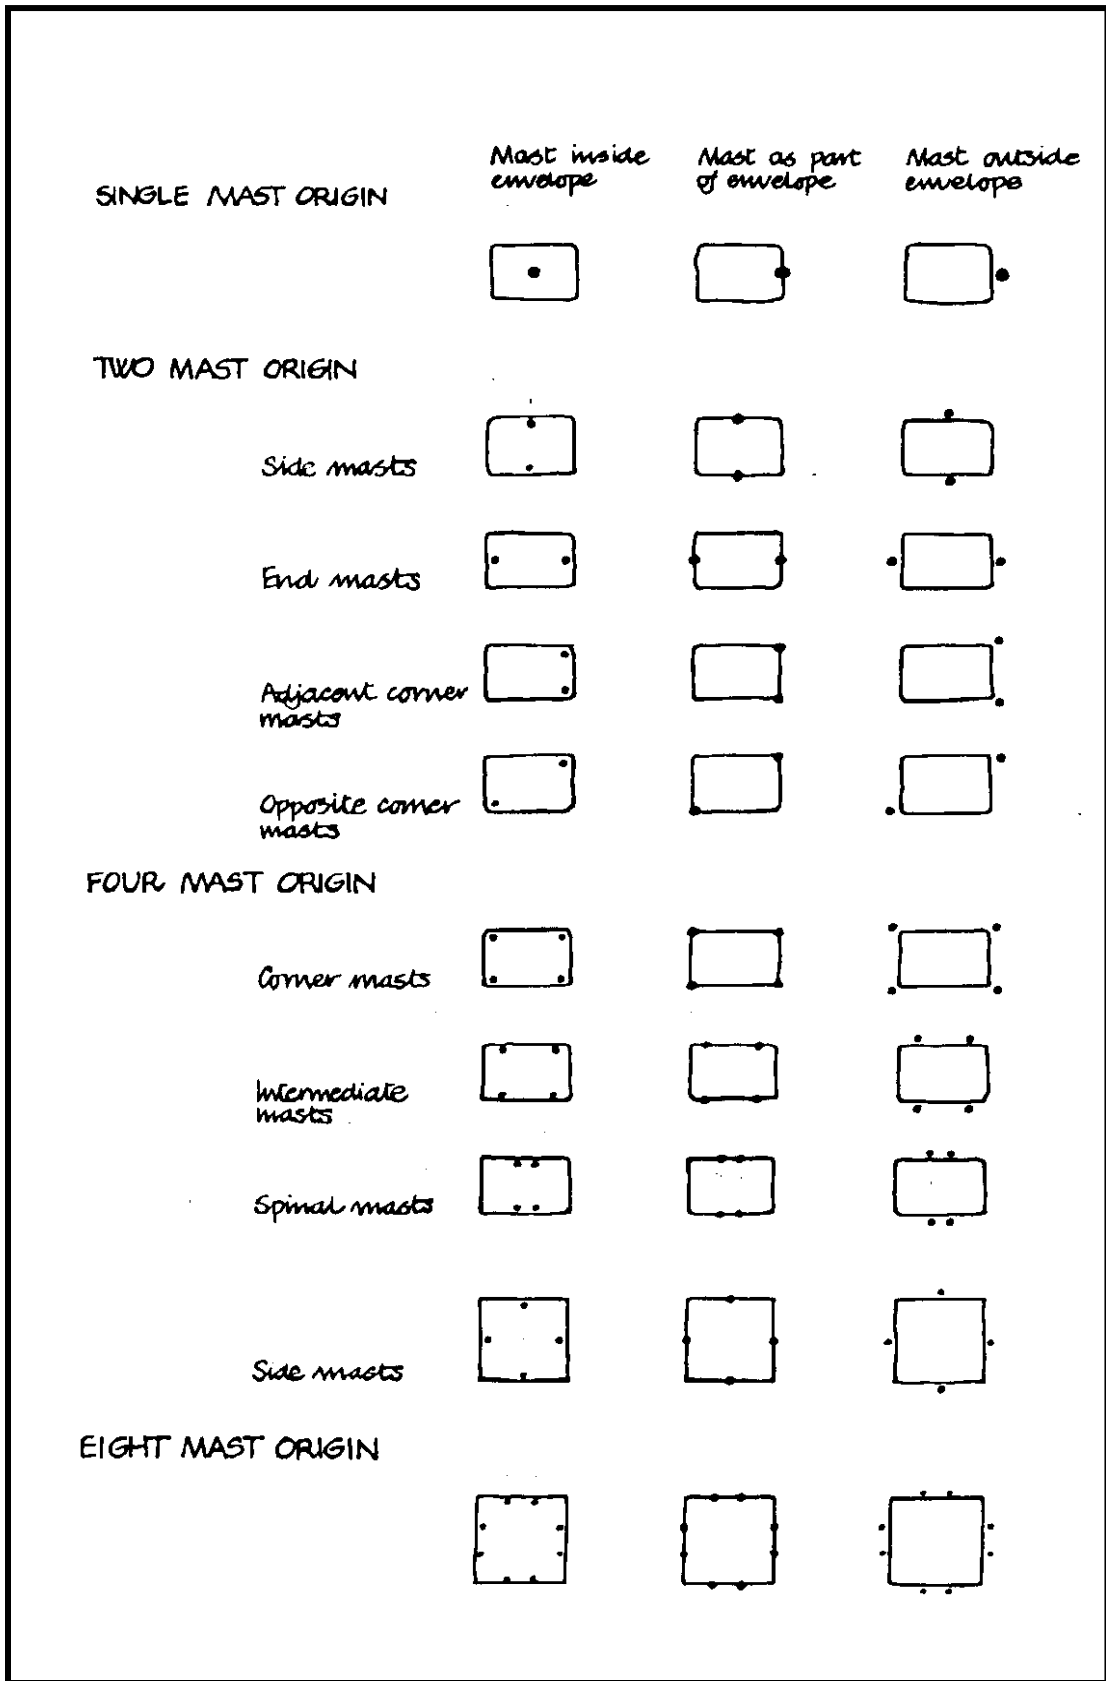 Mast inside
envelope
Mast as part
of envelope
Mast outside
envelope
SINGLE MAST ORIGIN
TWO MAST ORIGIN
Side masts
End masts
Adjacent corner
masts
Opposite corner
masts
FOUR MAST ORIGIN
Corner masts
Intermediate
masts
Spinal masts
Side masts
EIGHT MAST ORIGIN